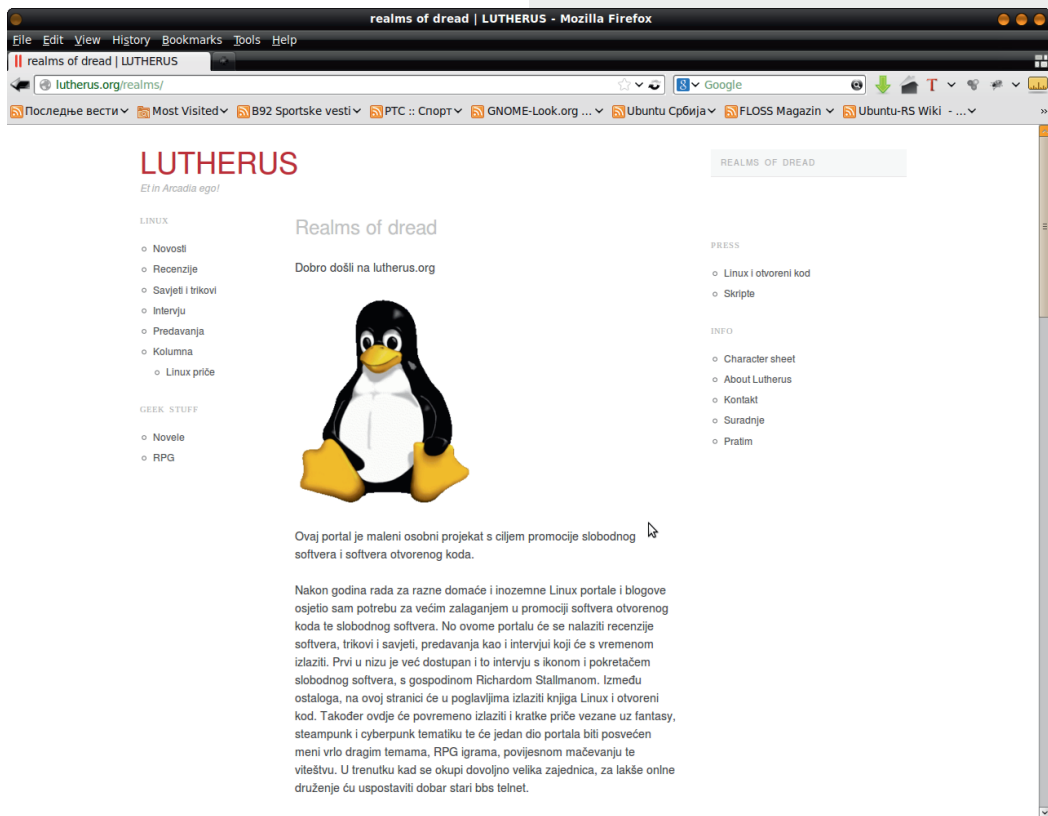 realms of dread | LUTHERUS - Mozilla Firefox
File Edit View History Bookmarks Tools Help
realms of dread | LUTHERUS
lutherus.org/realms/
Google
Последње вести
Most Visited
B92 Sportske vesti
РТС :: Спорт
GNOME-Look.org ...
Ubuntu Србија
FLOSS Magazin
Ubuntu-RS Wiki - ...
»
LUTHERUS
Et in Arcadia ego!
REALMS OF DREAD
LINUX
Novosti
Recenzije
Savjeti i trikovi
Intervju
Predavanja
Kolumna
Linux priče
GEEK STUFF
Novele
RPG
Realms of dread
Dobro došli na lutherus.org
Ovaj portal je maleni osobni projekat s ciljem promocije slobodnog
softvera i softvera otvorenog koda.
Nakon godina rada za razne domaće i inozemne Linux portale i blogove
osjetio sam potrebu za većim zalaganjem u promociji softvera otvorenog
koda te slobodnog softvera. No ovome portalu će se nalaziti recenzije
softvera, trikovi i savjeti, predavanja kao i intervjui koji će s vremenom
izlaziti. Prvi u nizu je već dostupan i to intervju s ikonom i pokretačem
slobodnog softvera, s gospodinom Richardom Stallmanom. Između
ostaloga, na ovoj stranici će u poglavljima izlaziti knjiga Linux i otvoreni
kod. Također ovdje će povremeno izlaziti i kratke priče vezane uz fantasy,
steampunk i cyberpunk tematiku te će jedan dio portala biti posvećen
meni vrlo dragim temama, RPG igrama, povijesnom mačevanju te
viteštvu. U trenutku kad se okupi dovoljno velika zajednica, za lakše onlne
druženje ću uspostaviti dobar stari bbs telnet.
PRESS
Linux i otvoreni kod
Skripte
INFO
Character sheet
About Lutherus
Kontakt
Suradnje
Pratim